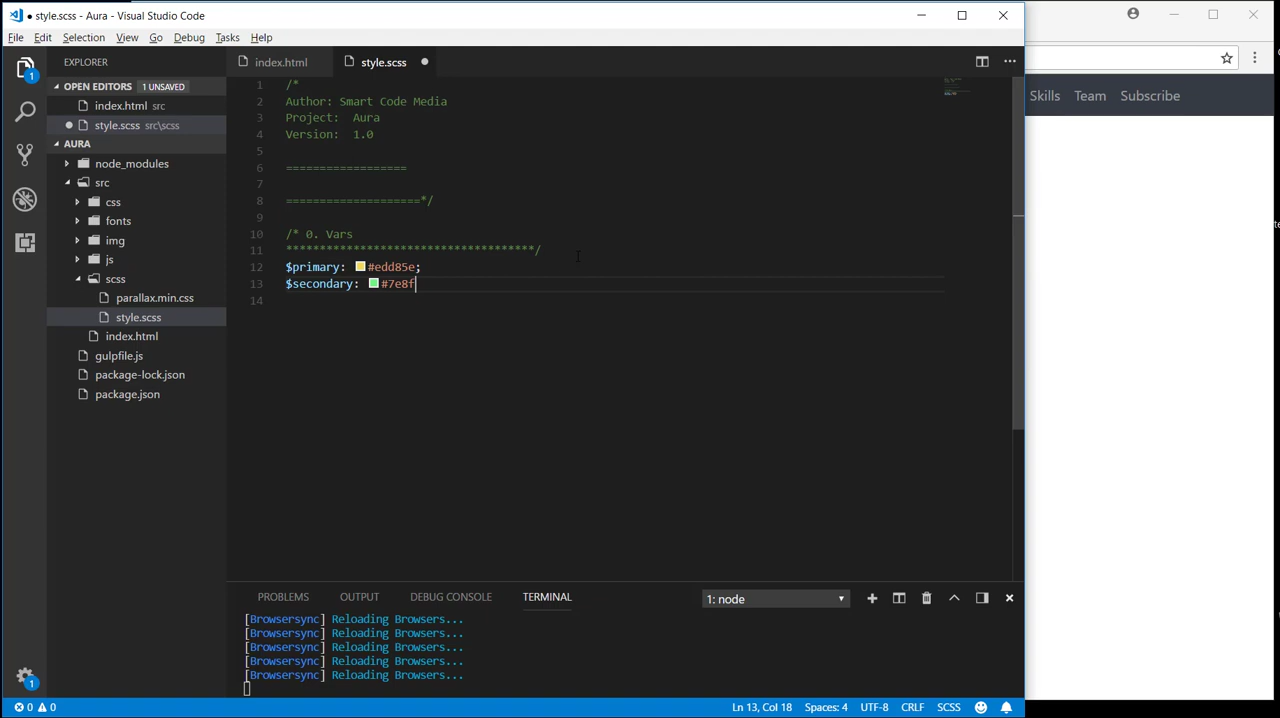 style.scss - Aura - Visual Studio Code
File Edit Selection View Go Debug Tasks Help
EXPLORER
OPEN EDITORS 1 UNSAVED
index.html src
style.scss src\scss
AURA
node_modules
src
css
fonts
img
js
scss
parallax.min.css
style.scss
index.html
gulpfile.js
package-lock.json
package.json
1
1
index.html style.scss
1 /*
2 Author: Smart Code Media
3 Project:  Aura
4 Version:  1.0
5
6 ==================
7
8 ====================*/
9
10 /* 0. Vars
11 *************************************/
12 $primary: #edd85e;
13 $secondary: #7e8f
14
Skills Team Subscribe
PROBLEMS OUTPUT DEBUG CONSOLE TERMINAL 1: node
[Browsersync] Reloading Browsers...
[Browsersync] Reloading Browsers...
[Browsersync] Reloading Browsers...
[Browsersync] Reloading Browsers...
[Browsersync] Reloading Browsers...
0 0 Ln 13, Col 18 Spaces: 4 UTF-8 CRLF SCSS